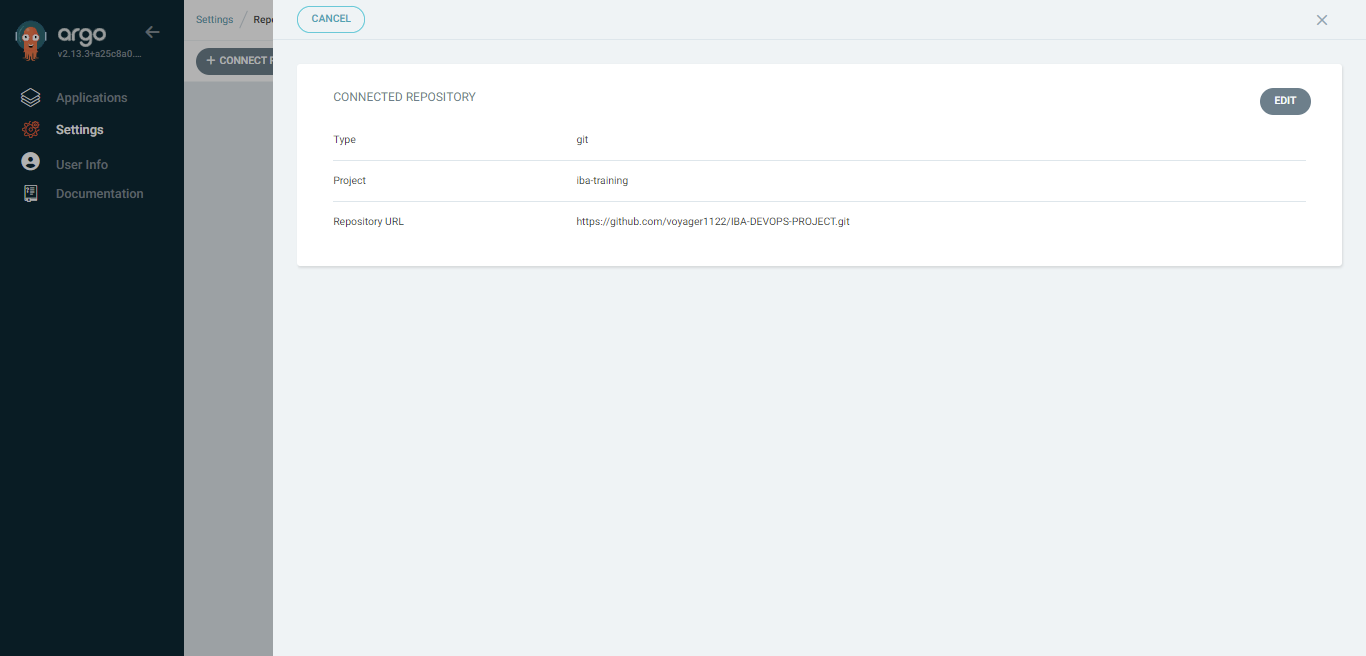 argo
v2.13.3+a25c8a0....
Applications
Settings
User Info
Documentation
Settings / Repo
+ CONNECT R
CANCEL
CONNECTED REPOSITORY
EDIT
Type git
Project iba-training
Repository URL https://github.com/voyager1122/IBA-DEVOPS-PROJECT.git